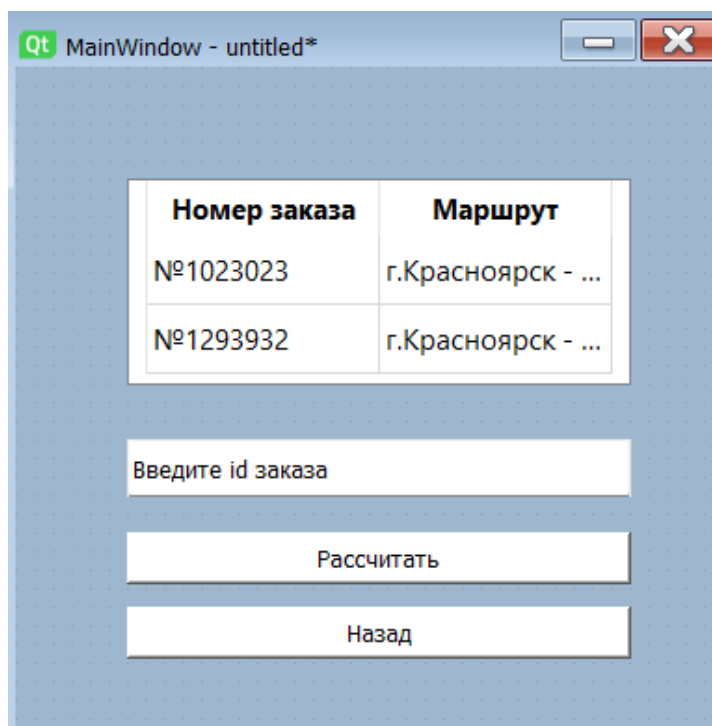 Qt MainWindow - untitled*
Номер заказа Маршрут
№1023023 г.Красноярск - ...
№1293932 г.Красноярск - ...
Введите id заказа
Рассчитать
Назад